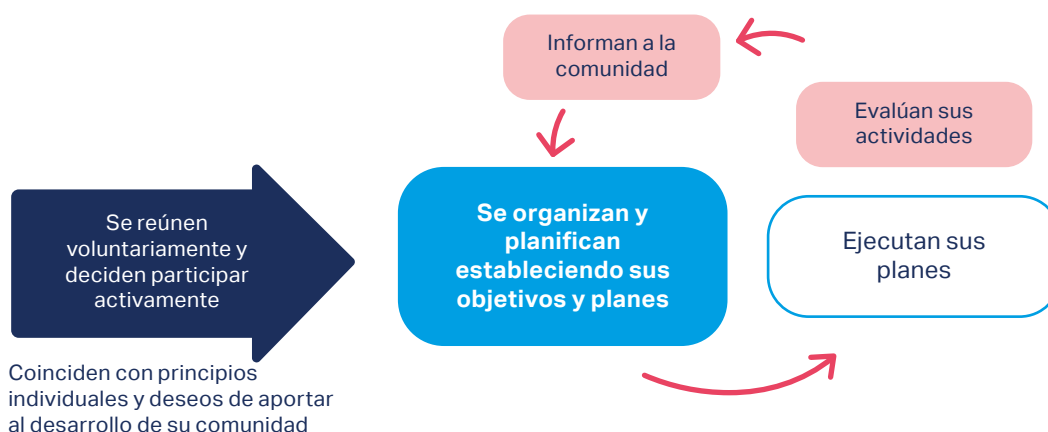 Informan a la
comunidad
Evalúan sus
actividades
Se reúnen
voluntariamente y
deciden participar
activamente
Se organizan y
planifican
estableciendo sus
objetivos y planes
Ejecutan sus
planes
Coinciden con principios
individuales y deseos de aportar
al desarrollo de su comunidad